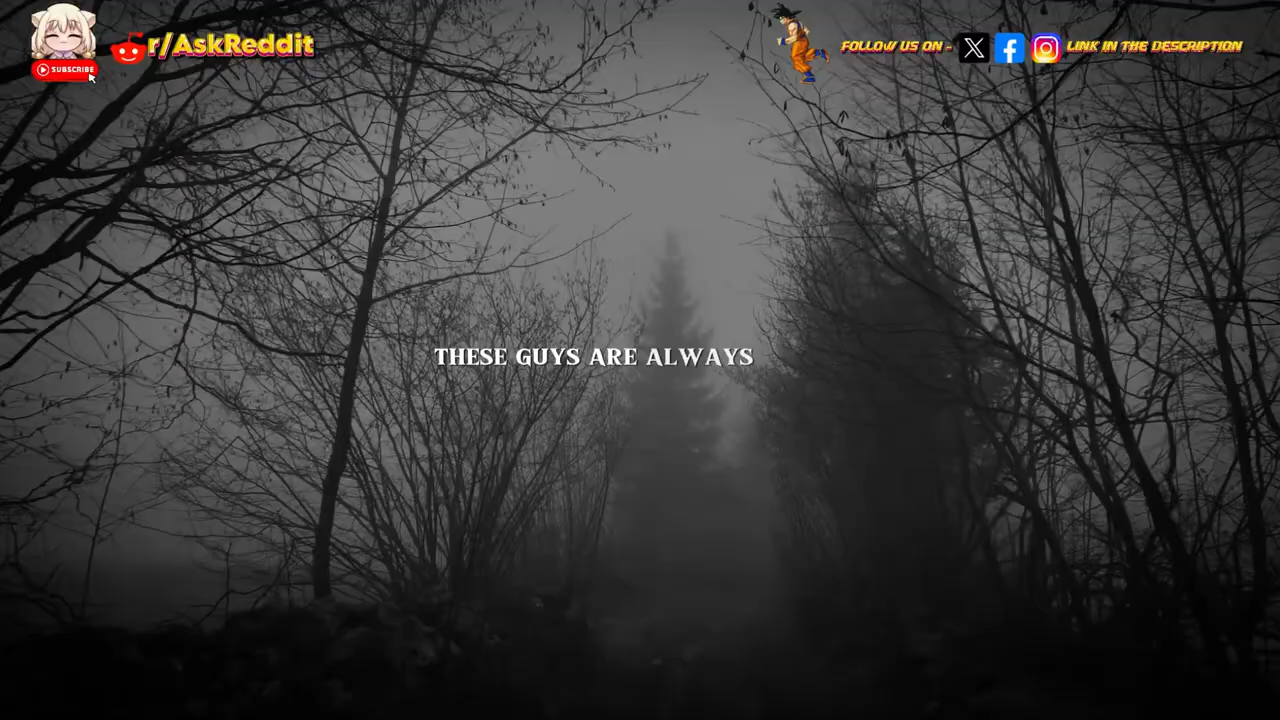 r/AskReddit
SUBSCRIBE
FOLLOW US ON -
LINK IN THE DESCRIPTION
THESE GUYS ARE ALWAYS